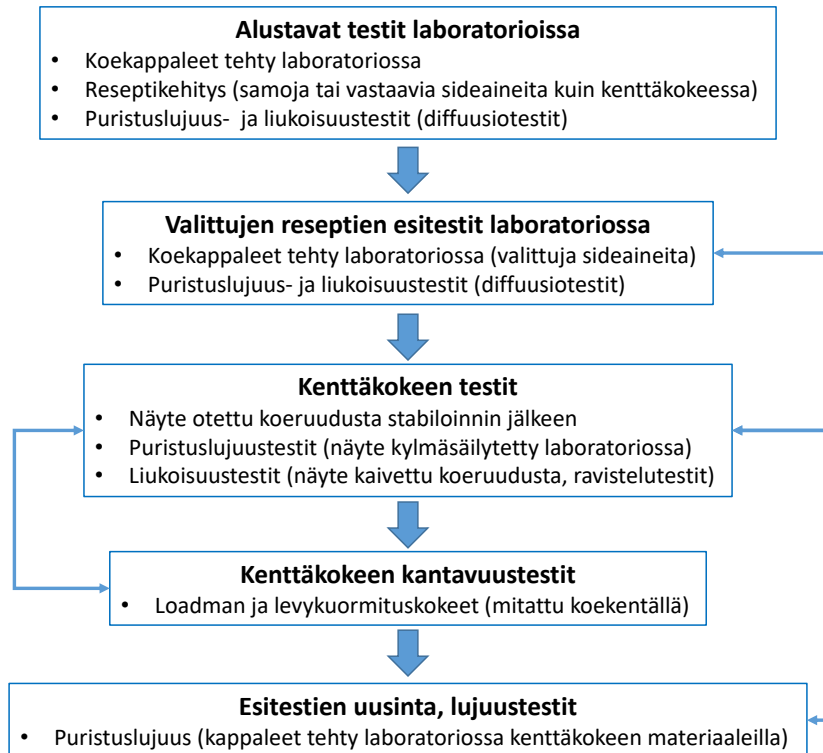 Alustavat testit laboratorioissa
• Koekappaleet tehty laboratoriossa
• Reseptikehitys (samoja tai vastaavia sideaineita kuin kenttäkokeessa)
• Puristuslujuus- ja liukoisuustestit (diffuusiotestit)
Valittujen reseptien esitestit laboratoriossa
• Koekappaleet tehty laboratoriossa (valittuja sideaineita)
• Puristuslujuus- ja liukoisuustestit (diffuusiotestit)
Kenttäkokeen testit
• Näyte otettu koeruudusta stabiloinnin jälkeen
• Puristuslujuustestit (näyte kylmäsäilytetty laboratoriossa)
• Liukoisuustestit (näyte kaivettu koeruudusta, ravistelutestit)
Kenttäkokeen kantavuustestit
• Loadman ja levykuormituskokeet (mitattu koekentällä)
Esitestien uusinta, lujuustestit
• Puristuslujuus (kappaleet tehty laboratoriossa kenttäkokeen materiaaleilla)